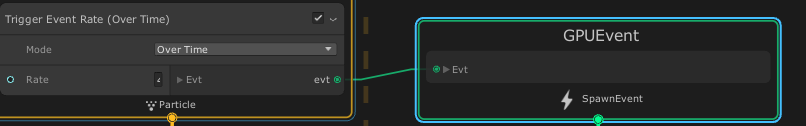 Trigger Event Rate (Over Time)
Mode
Over Time
Rate
Evt
evt
Particle
GPUEvent
Evt
SpawnEvent